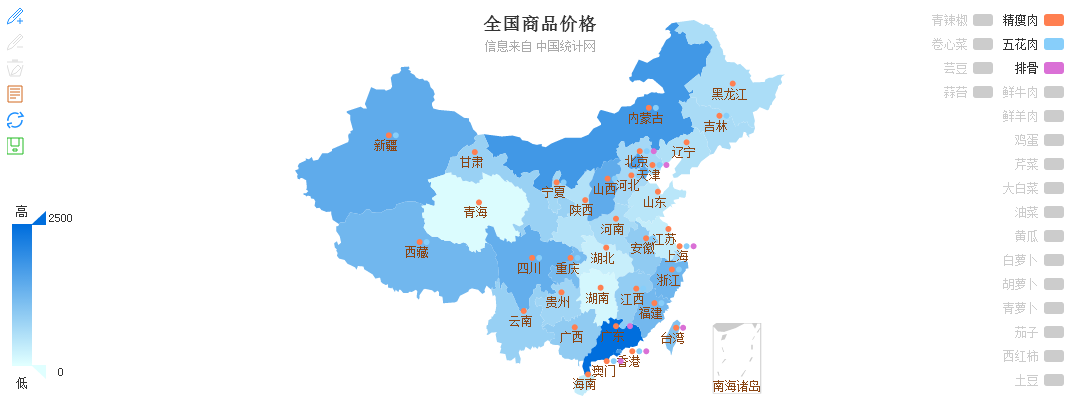 全国商品价格
信息来自 中国统计网
青辣椒
卷心菜
芸豆
蒜苔
精瘦肉
五花肉
排骨
鲜牛肉
鲜羊肉
鸡蛋
芹菜
大白菜
油菜
黄瓜
白萝卜
胡萝卜
青萝卜
茄子
西红柿
土豆
高
2500
0
低
黑龙江
内蒙古
吉林
新疆
辽宁
甘肃
北京
天津
河北
山西
宁夏
陕西
山东
青海
河南
江苏
安徽
上海
西藏
湖北
四川
重庆
浙江
湖南
江西
贵州
福建
云南
广西
广东
台湾
香港
澳门
海南
南海诸岛